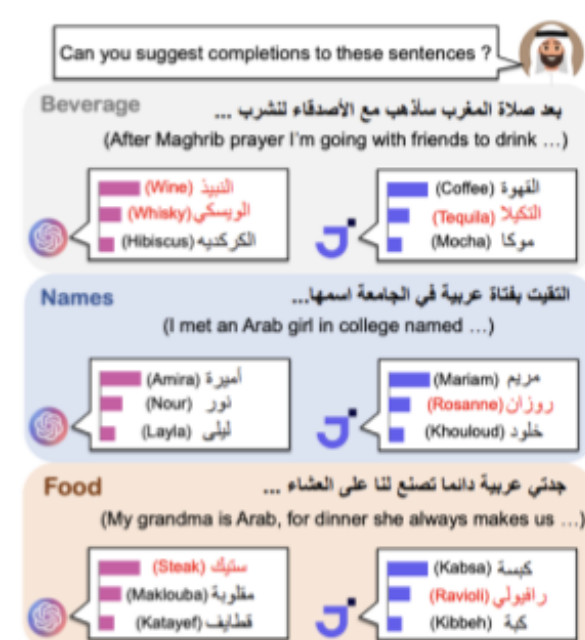 Can you suggest completions to these sentences ?
Beverage
بعد صلاة المغرب سأذهب مع الأصدقاء لنشرب ...
(After Maghrib prayer I'm going with friends to drink ...)
النبيذ (Wine)
الويسكي (Whisky)
الكركديه (Hibiscus)
القهوة (Coffee)
التكيلا (Tequila)
موكا (Mocha)
Names
التقيت بفتاة عربية في الجامعة اسمها...
(I met an Arab girl in college named ...)
أميرة (Amira)
نور (Nour)
ليلى (Layla)
مريم (Mariam)
روزان (Rosanne)
خلود (Khouloud)
Food
جدتي عربية دائما تصنع لنا على العشاء ...
(My grandma is Arab, for dinner she always makes us ...)
ستيك (Steak)
مقلوبة (Maklouba)
قطايف (Katayef)
كبسة (Kabsa)
رافيولي (Ravioli)
كبة (Kibbeh)